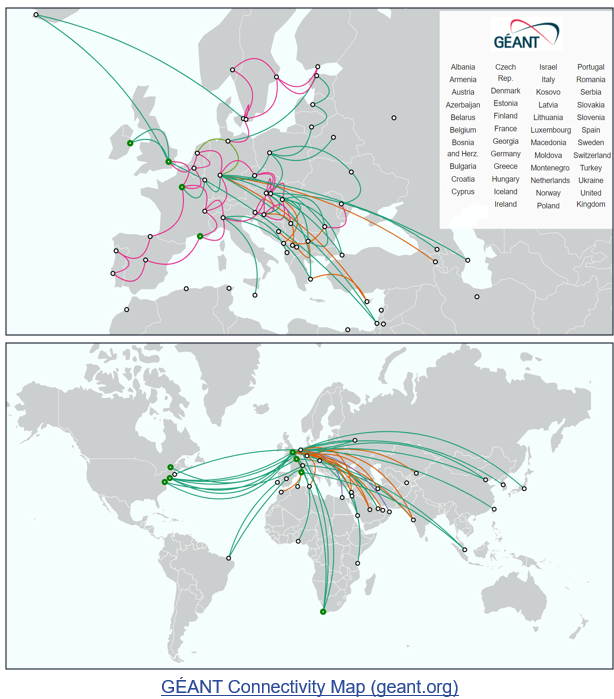 GÉANT
Albania
Armenia
Austria
Azerbaijan
Belarus
Belgium
Bosnia
and Herz.
Bulgaria
Croatia
Cyprus
Czech
Rep.
Denmark
Estonia
Finland
France
Georgia
Germany
Greece
Hungary
Iceland
Ireland
Israel
Italy
Kosovo
Latvia
Lithuania
Luxembourg
Macedonia
Moldova
Montenegro
Netherlands
Norway
Poland
Portugal
Romania
Serbia
Slovakia
Slovenia
Spain
Sweden
Switzerland
Turkey
Ukraine
United
Kingdom
GÉANT Connectivity Map (geant.org)